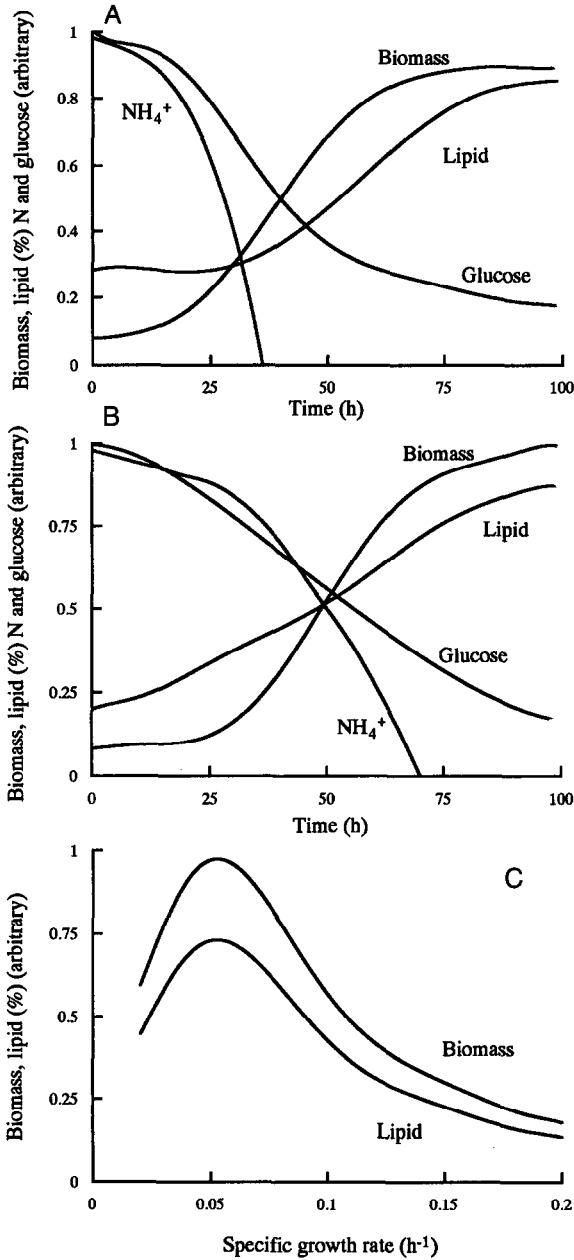 A
Biomass, lipid (%) N and glucose (arbitrary)
1
0.8
0.6
0.4
0.2
0
Biomass
NH₄⁺
Lipid
Glucose
0 25 50 75 100
Time (h)
B
Biomass, lipid (%) N and glucose (arbitrary)
1
0.75
0.5
0.25
0
Biomass
Lipid
Glucose
NH₄⁺
0 25 50 75 100
Time (h)
C
Biomass, lipid (%) (arbitrary)
1
0.75
0.5
0.25
0
Biomass
Lipid
0 0.05 0.1 0.15 0.2
Specific growth rate (h⁻¹)